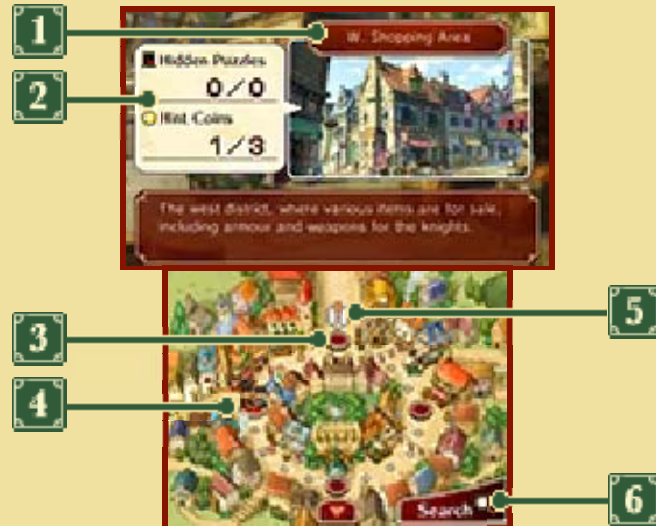 1
W. Shopping Area
Hidden Puzzles
0/0
2
Hint Coins
1/3
The west district, where various items are for sale,
including armour and weapons for the knights.
5
3
4
Search
6